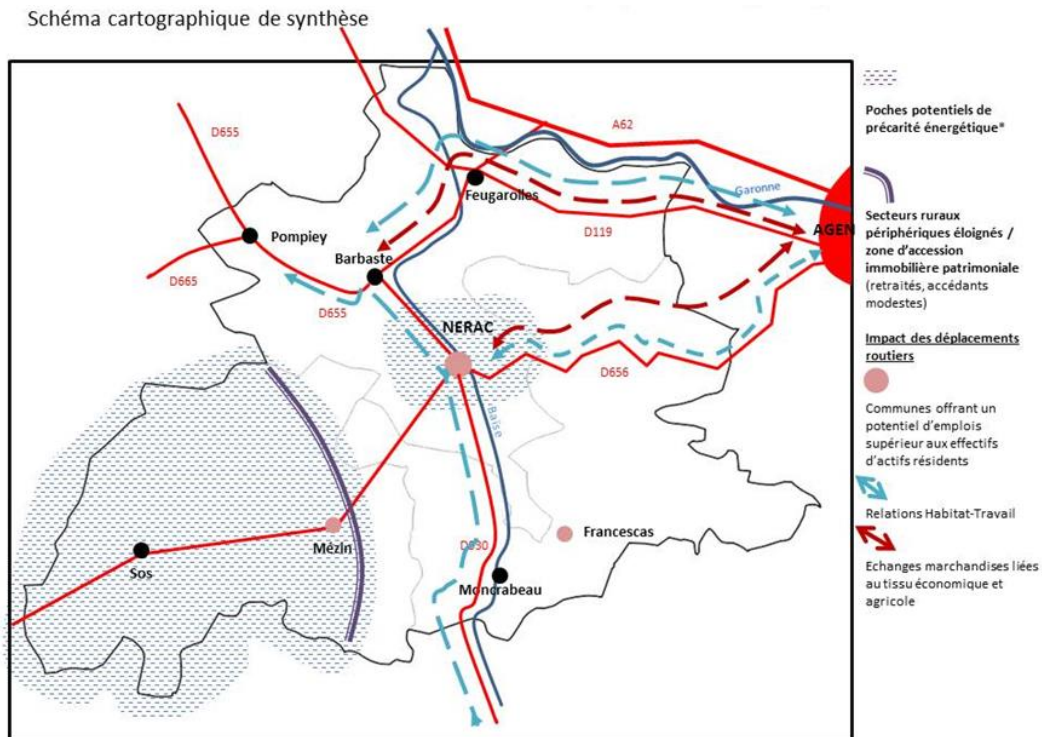 Schéma cartographique de synthèse
D655
A62
Feugarolles
Garonne
AGEN
Pompiey
D119
Barbaste
D665
D655
NERAC
D656
Baïse
Francescas
Mézin
D930
Sos
Moncrabeau
Poches potentiels de
précarité énergétique*
Secteurs ruraux
périphériques éloignés /
zone d'accession
immobilière patrimoniale
(retraités, accédants
modestes)
Impact des déplacements
routiers
Communes offrant un
potentiel d'emplois
supérieur aux effectifs
d'actifs résidents
Relations Habitat-Travail
Echanges marchandises liées
au tissu économique et
agricole